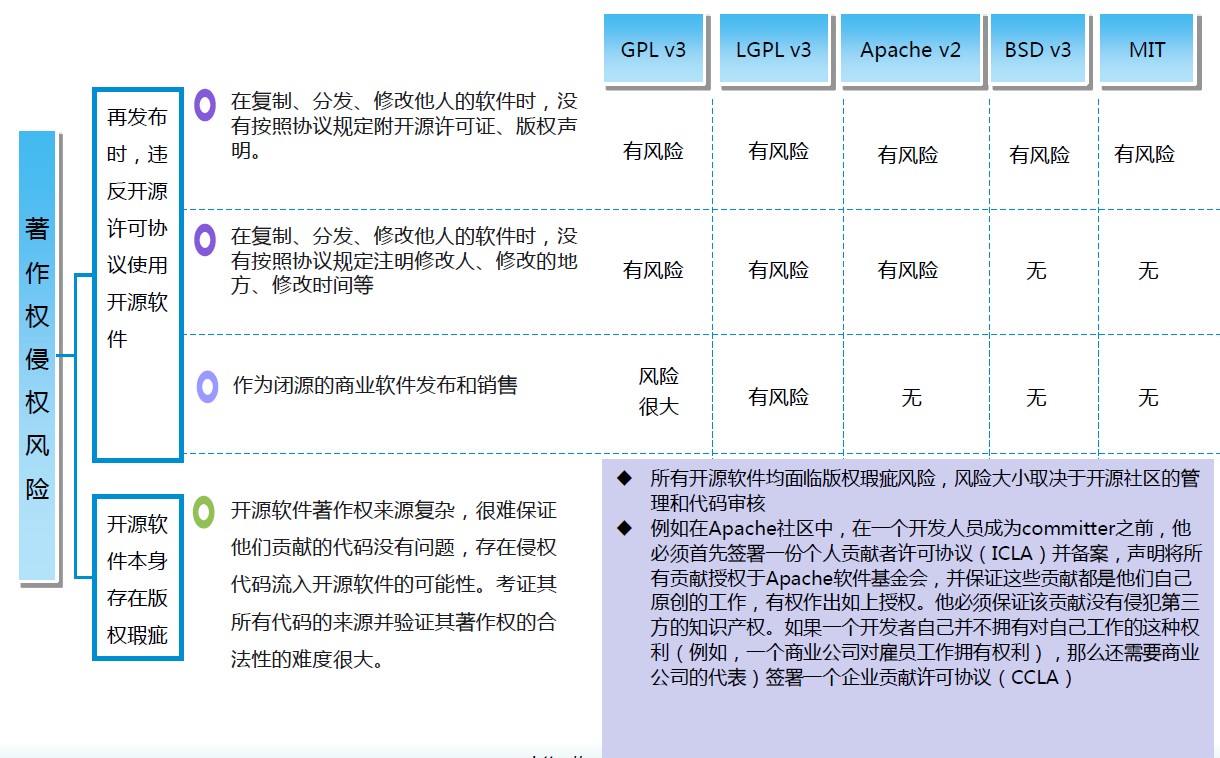 GPL v3
LGPL v3
Apache v2
BSD v3
MIT
著作权侵权风险
再发布
时，违
反开源
许可协
议使用
开源软
件
在复制、分发、修改他人的软件时，没
有按照协议规定附开源许可证、版权声
明。
有风险
有风险
有风险
有风险
有风险
在复制、分发、修改他人的软件时，没
有按照协议规定注明修改人、修改的地
方、修改时间等
有风险
有风险
有风险
无
无
作为闭源的商业软件发布和销售
风险
很大
有风险
无
无
无
开源软
件本身
存在版
权瑕疵
开源软件著作权来源复杂，很难保证
他们贡献的代码没有问题，存在侵权
代码流入开源软件的可能性。考证其
所有代码的来源并验证其著作权的合
法性的难度很大。
◆ 所有开源软件均面临版权瑕疵风险，风险大小取决于开源社区的管
理和代码审核
◆ 例如在Apache社区中，在一个开发人员成为committer之前，他
必须首先签署一份个人贡献者许可协议（ICLA）并备案，声明将所
有贡献授权于Apache软件基金会，并保证这些贡献都是他们自己
原创的工作，有权作出如上授权。他必须保证该贡献没有侵犯第三
方的知识产权。如果一个开发者自己并不拥有对自己工作的这种权
利（例如，一个商业公司对雇员工作拥有权利），那么还需要商业
公司的代表）签署一个企业贡献许可协议（CCLA）